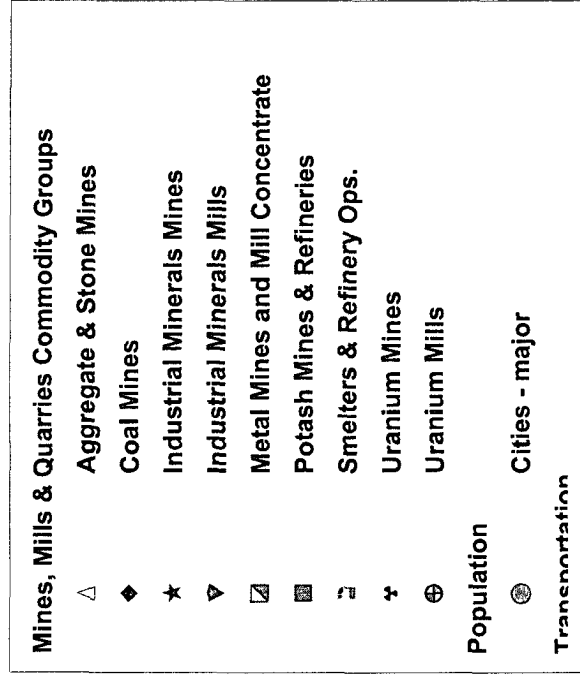 Mines, Mills & Quarries Commodity Groups
Aggregate & Stone Mines
Coal Mines
Industrial Minerals Mines
Industrial Minerals Mills
Metal Mines and Mill Concentrate
Potash Mines & Refineries
Smelters & Refinery Ops.
Uranium Mines
Uranium Mills
Population
Cities - major
Transportation